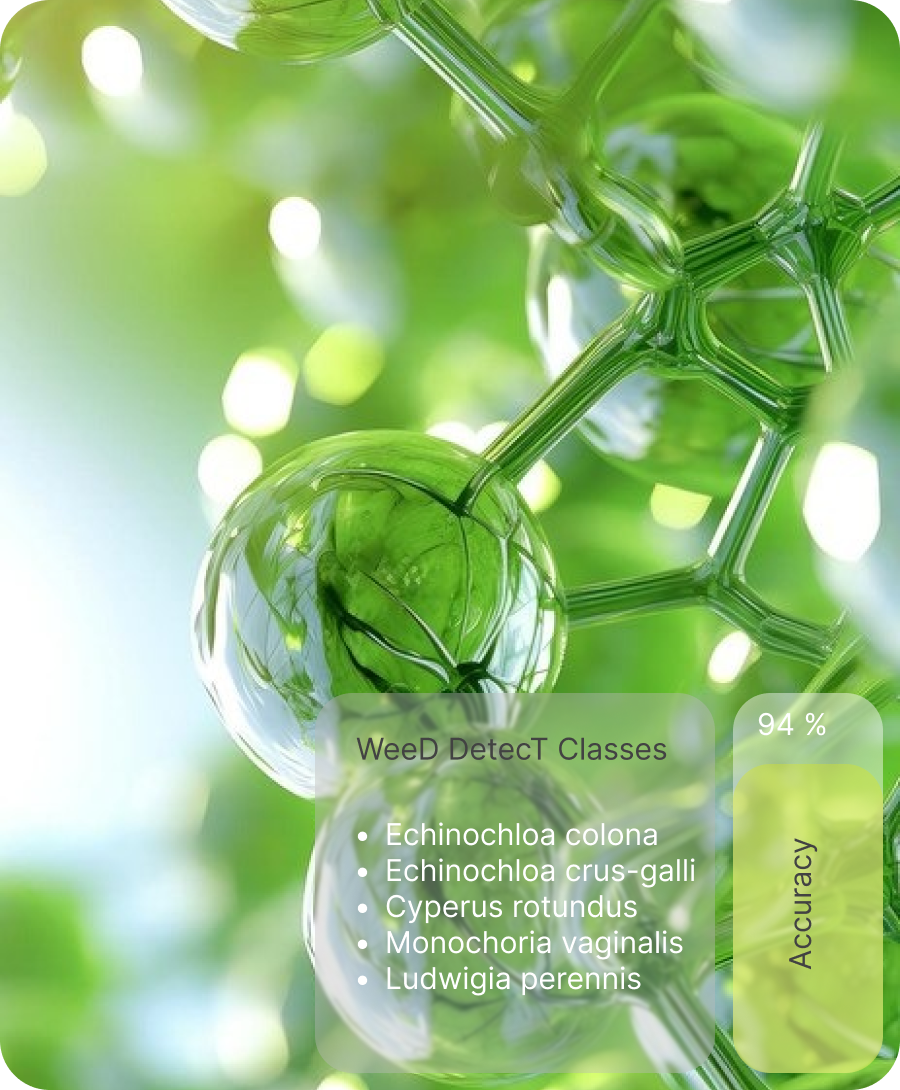 WeeD DetecT Classes
• Echinochloa colona
• Echinochloa crus-galli
• Cyperus rotundus
• Monochoria vaginalis
• Ludwigia perennis
94 %
Accuracy